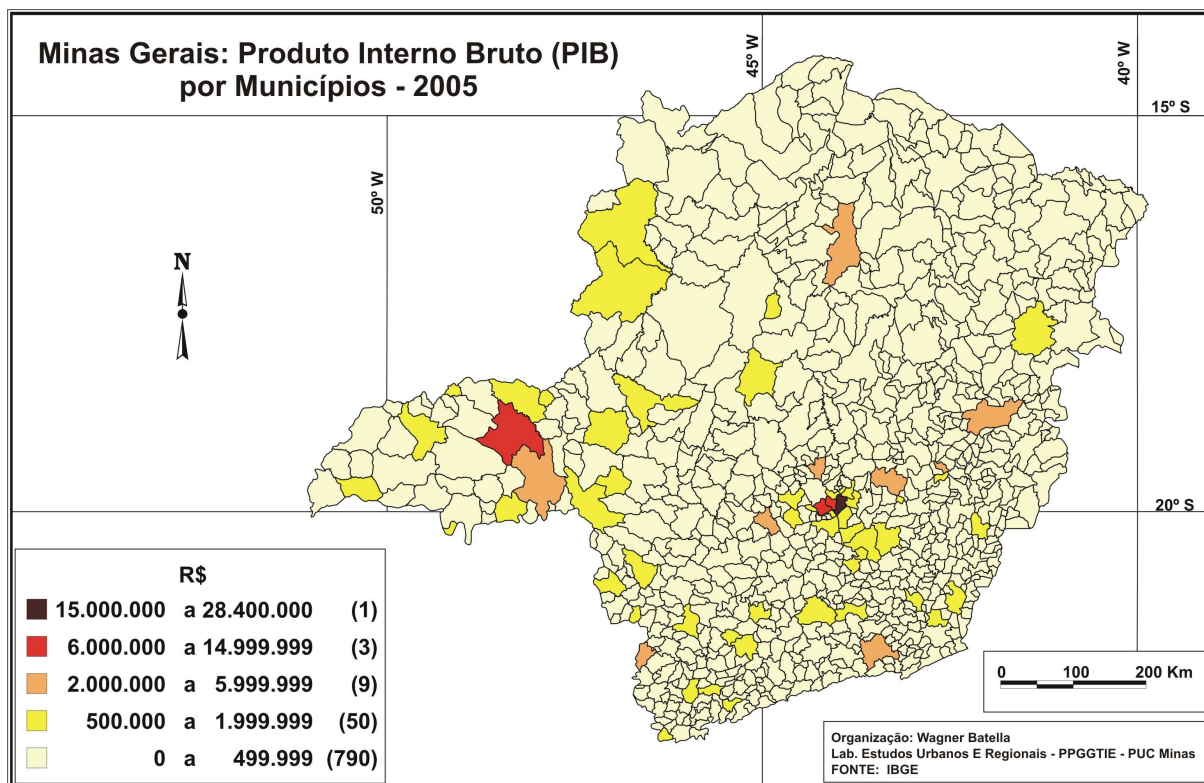 Minas Gerais: Produto Interno Bruto (PIB)
por Municípios - 2005
45º W
40º W
15º S
50º W
N
20º S
R$
15.000.000 a 28.400.000 (1)
6.000.000 a 14.999.999 (3)
2.000.000 a 5.999.999 (9)
500.000 a 1.999.999 (50)
0 a 499.999 (790)
0 100 200 Km
Organização: Wagner Batella
Lab. Estudos Urbanos E Regionais - PPGGTIE - PUC Minas
FONTE: IBGE